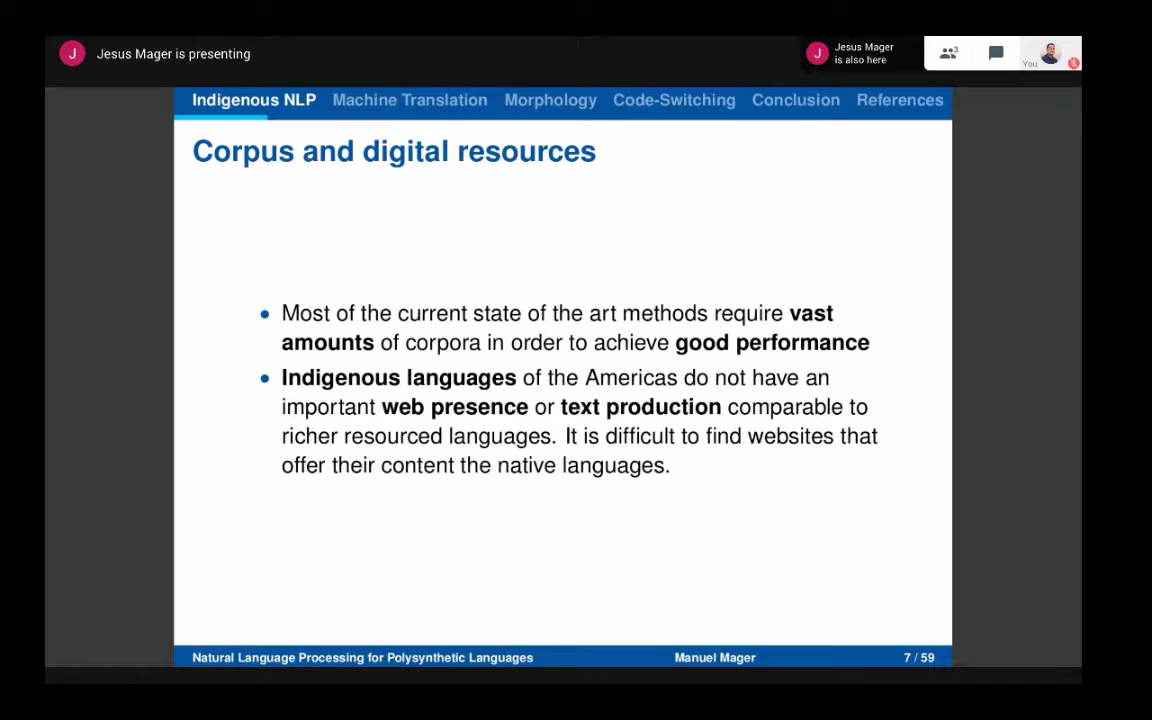 J Jesus Mager is presenting
J Jesus Mager is also here
3
You
Indigenous NLP Machine Translation Morphology Code-Switching Conclusion References
Corpus and digital resources
• Most of the current state of the art methods require vast
amounts of corpora in order to achieve good performance
• Indigenous languages of the Americas do not have an
important web presence or text production comparable to
richer resourced languages. It is difficult to find websites that
offer their content the native languages.
Natural Language Processing for Polysynthetic Languages Manuel Mager 7 / 59